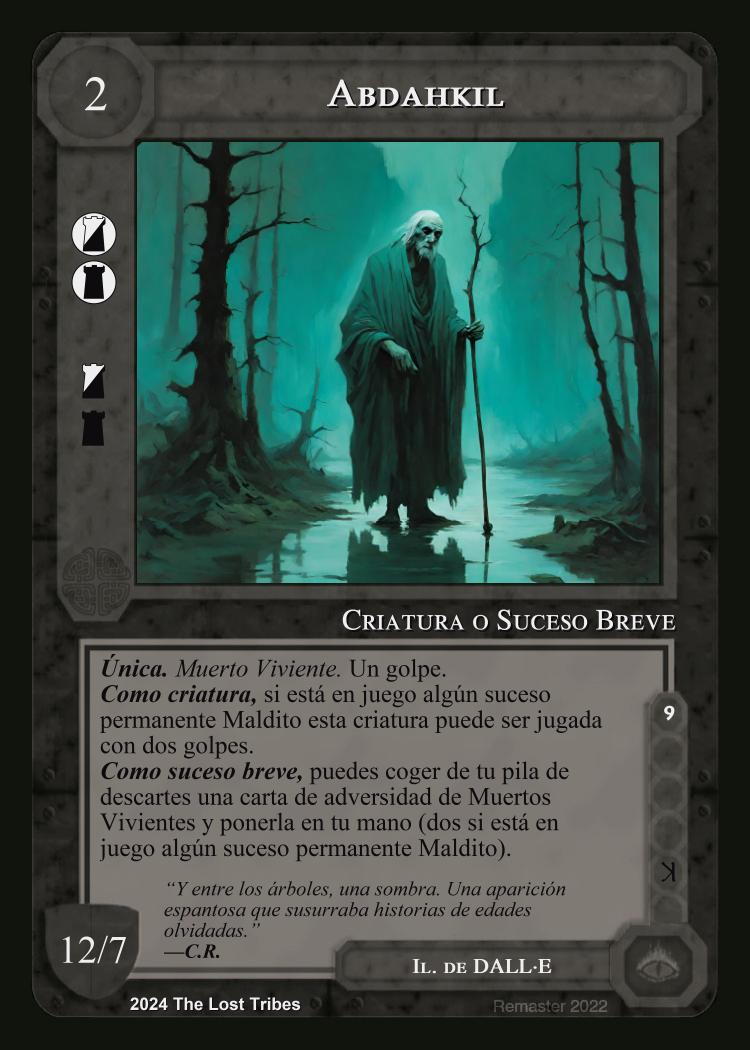 2
Abdahkil
Criatura o Suceso Breve
Única. Muerto Viviente. Un golpe.
Como criatura, si está en juego algún suceso
permanente Maldito esta criatura puede ser jugada
con dos golpes.
Como suceso breve, puedes coger de tu pila de
descartes una carta de adversidad de Muertos
Vivientes y ponerla en tu mano (dos si está en
juego algún suceso permanente Maldito).
9
“Y entre los árboles, una sombra. Una aparición
espantosa que susurraba historias de edades
olvidadas.”
—C.R.
12/7
Il. de DALL·E
2024 The Lost Tribes
Remaster 2022